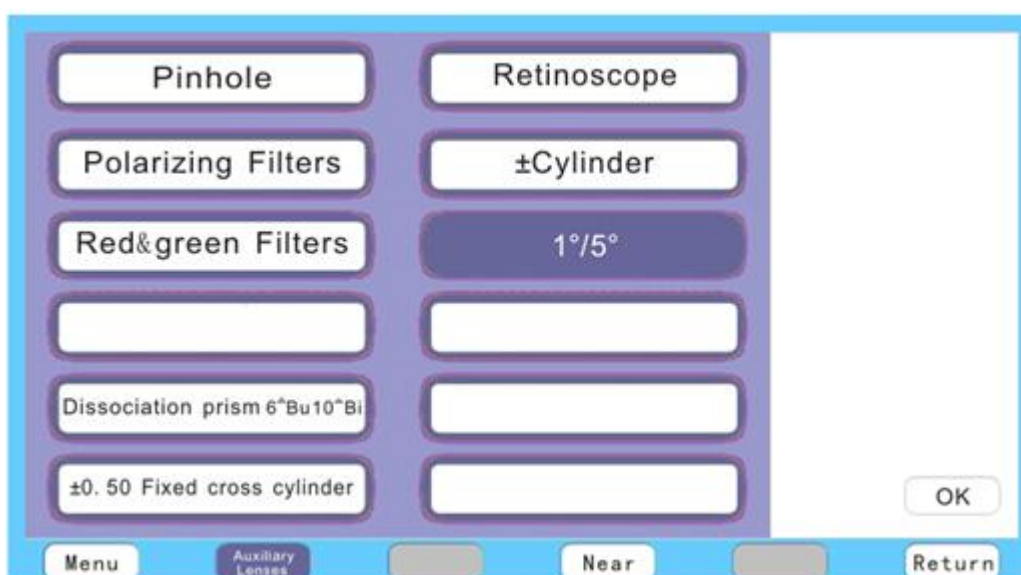 Pinhole
Retinoscope
Polarizing Filters
±Cylinder
Red&green Filters
1°/5°
Dissociation prism 6^Bu10^Bi
±0.50 Fixed cross cylinder
OK
Menu
Auxiliary
Lenses
Near
Return